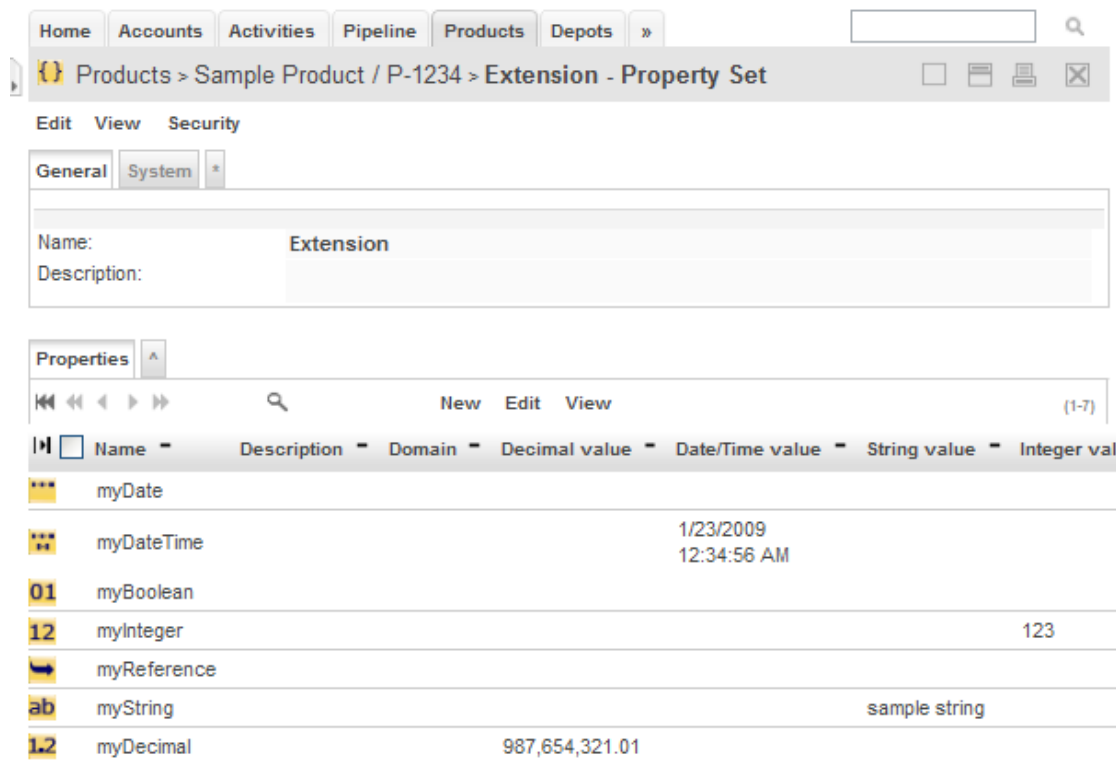 Home Accounts Activities Pipeline Products Depots »
{} Products > Sample Product / P-1234 > Extension - Property Set
Edit View Security
General System *
Name: Extension
Description:
Properties ^
New Edit View (1-7)
Name Description Domain Decimal value Date/Time value String value Integer val
myDate
myDateTime 1/23/2009
12:34:56 AM
01 myBoolean
12 myInteger 123
myReference
ab myString sample string
1.2 myDecimal 987,654,321.01